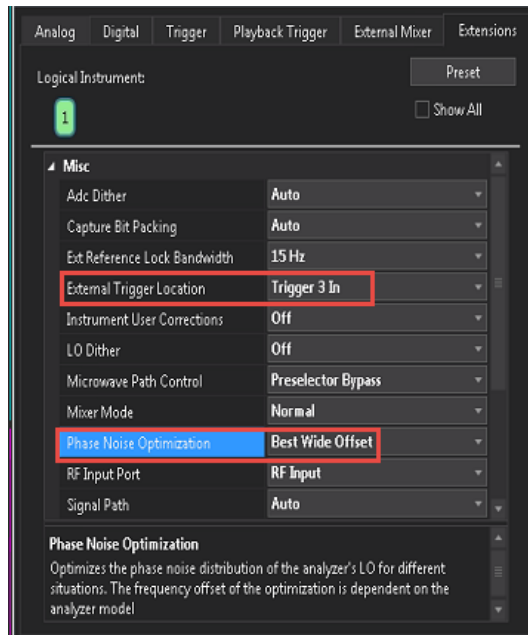 Analog Digital Trigger Playback Trigger External Mixer Extensions
Logical Instrument: Preset
1 Show All
Misc
Adc Dither Auto
Capture Bit Packing Auto
Ext Reference Lock Bandwidth 15 Hz
External Trigger Location Trigger 3 In
Instrument User Corrections Off
LO Dither Off
Microwave Path Control Preselector Bypass
Mixer Mode Normal
Phase Noise Optimization Best Wide Offset
RF Input Port RF Input
Signal Path Auto
Phase Noise Optimization
Optimizes the phase noise distribution of the analyzer's LO for different
situations. The frequency offset of the optimization is dependent on the
analyzer model